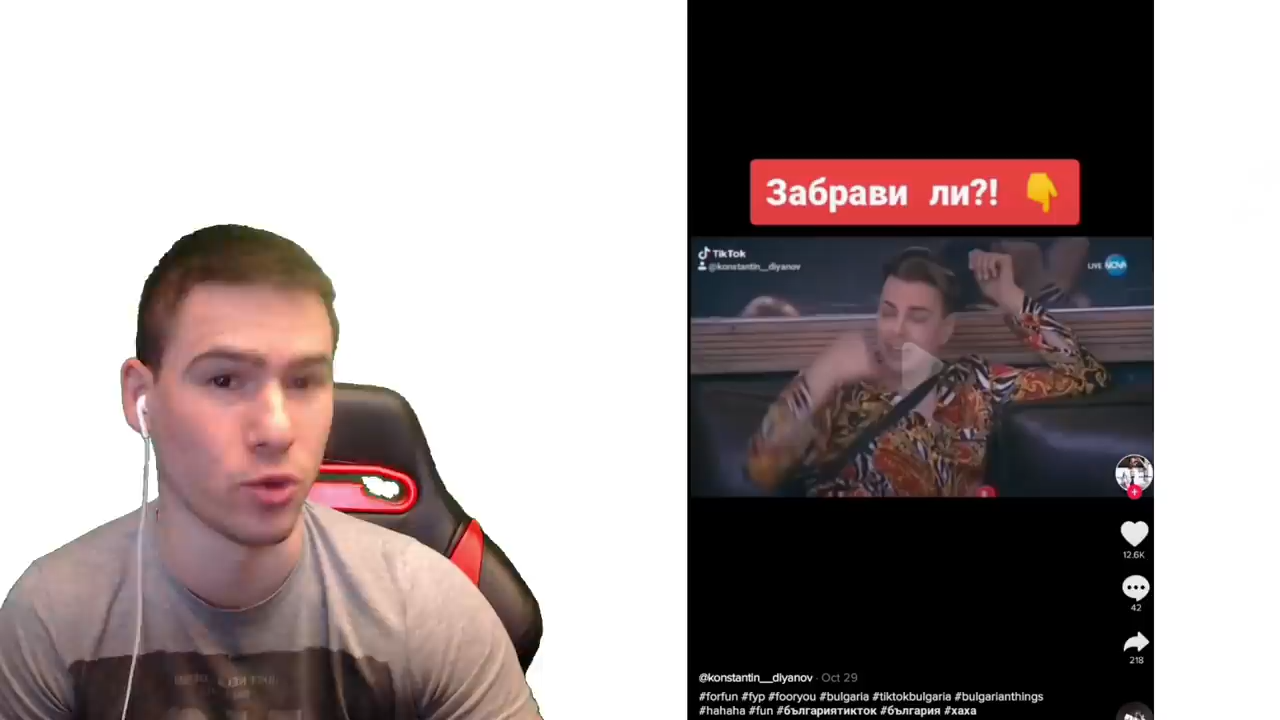 Забрави ли?! 👇
TikTok
@konstantin__diyanov
LIVE NOVA
12.6K
42
218
@konstantin__diyanov · Oct 29
#forfun #fyp #fooryou #bulgaria #tiktokbulgaria #bulgarianthings
#hahaha #fun #българиятикток #българия #хаха